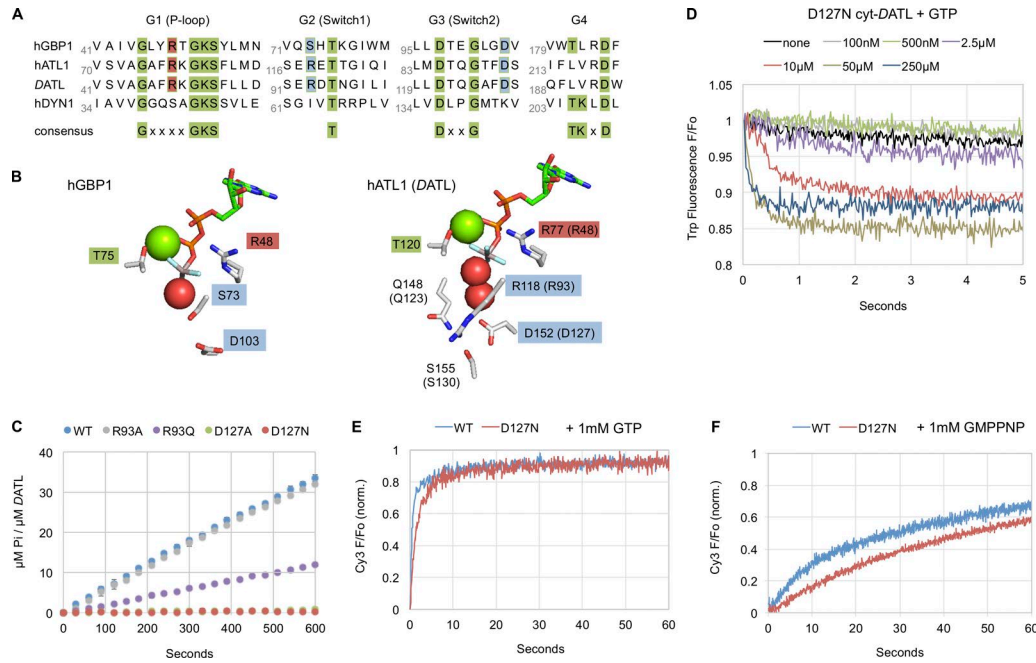 A
G1 (P-loop) G2 (Switch1) G3 (Switch2) G4
hGBP1 41 V A I V G L Y R T G K S Y L M N 71 V Q S H T K G I W M 95 L L D T E G L G D V 179 V W T L R D F
hATL1 70 V S V A G A F R K G K S F L M D 116 S E R E T T G I Q I 83 L M D T Q G T F D S 213 F L V R D F
DATL 41 V S V A G A F R K G K S F L L D 91 S E R D T N G I L I 119 L L D T Q G A F D S 188 Q F L V R D W
hDYN1 34 I A V V G G Q S A G K S S V L E 61 S G I V T R R P L V 134 L V D L P G M T K V 203 V I T K L D L
consensus G x x x x G K S T D x x G T K x D
B
hGBP1
T75
R48
S73
D103
hATL1 (DATL)
T120
R77 (R48)
Q148
(Q123)
R118 (R93)
D152 (D127)
S155
(S130)
C
WT R93A R93Q D127A D127N
µM Pi / µM DATL
40
30
20
10
0
0 100 200 300 400 500 600
Seconds
D
D127N cyt-DATL + GTP
none 100nM 500nM 2.5µM
10µM 50µM 250µM
Trp Fluorescence F/Fo
1.05
1
0.95
0.9
0.85
0.8
0 1 2 3 4 5
Seconds
E
WT D127N + 1mM GTP
Cy3 F/Fo (norm.)
1
0.8
0.6
0.4
0.2
0
0 10 20 30 40 50 60
Seconds
F
WT D127N + 1mM GMPPNP
Cy3 F/Fo (norm.)
1
0.8
0.6
0.4
0.2
0
0 10 20 30 40 50 60
Seconds